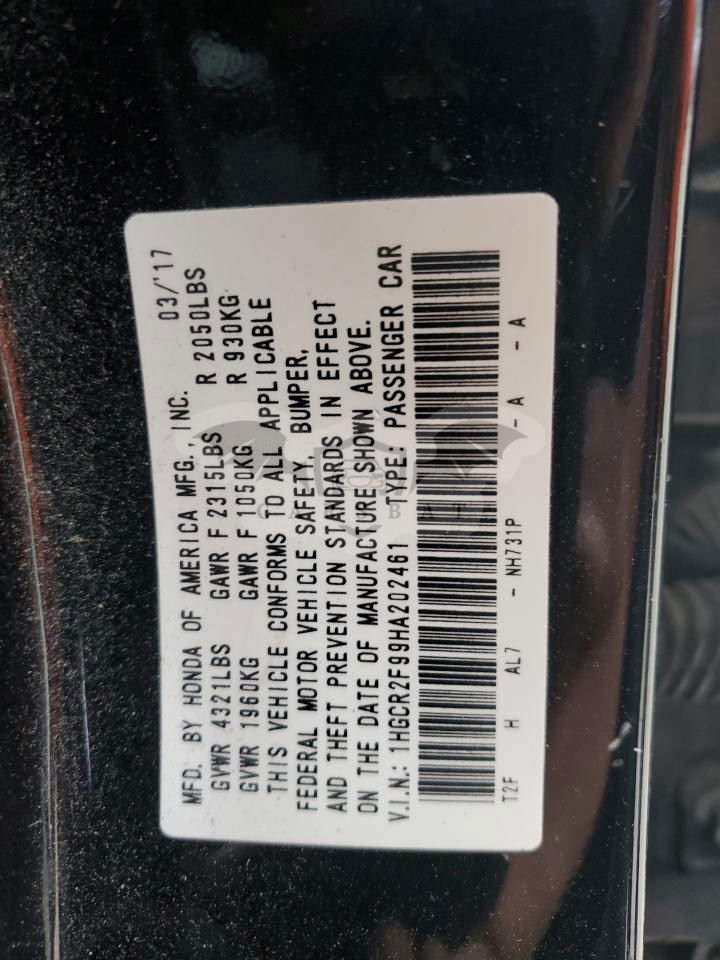 MFD. BY HONDA OF AMERICA MFG., INC. 03/'17
GVWR 4321LBS GAWR F 2315LBS R 2050LBS
GVWR 1960KG GAWR F 1050KG R 930KG
THIS VEHICLE CONFORMS TO ALL APPLICABLE
FEDERAL MOTOR VEHICLE SAFETY, BUMPER,
AND THEFT PREVENTION STANDARDS IN EFFECT
ON THE DATE OF MANUFACTURE SHOWN ABOVE.
V.I.N.: 1HGCR2F99HA202461 TYPE: PASSENGER CAR
T2F H AL7 - NH731P - A - A